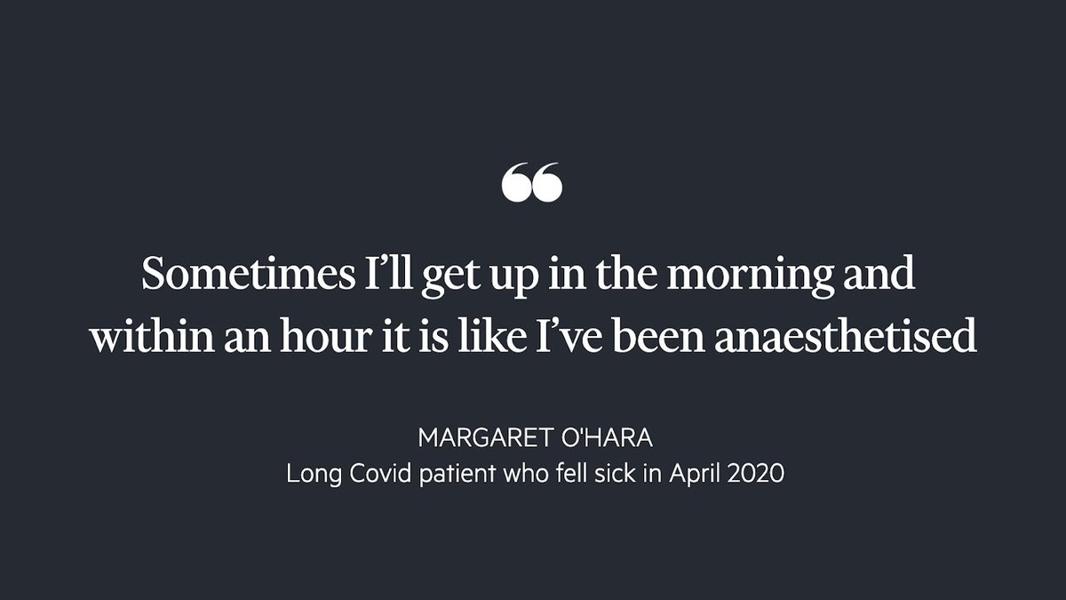 “
Sometimes I’ll get up in the morning and
within an hour it is like I’ve been anaesthetised
MARGARET O'HARA
Long Covid patient who fell sick in April 2020